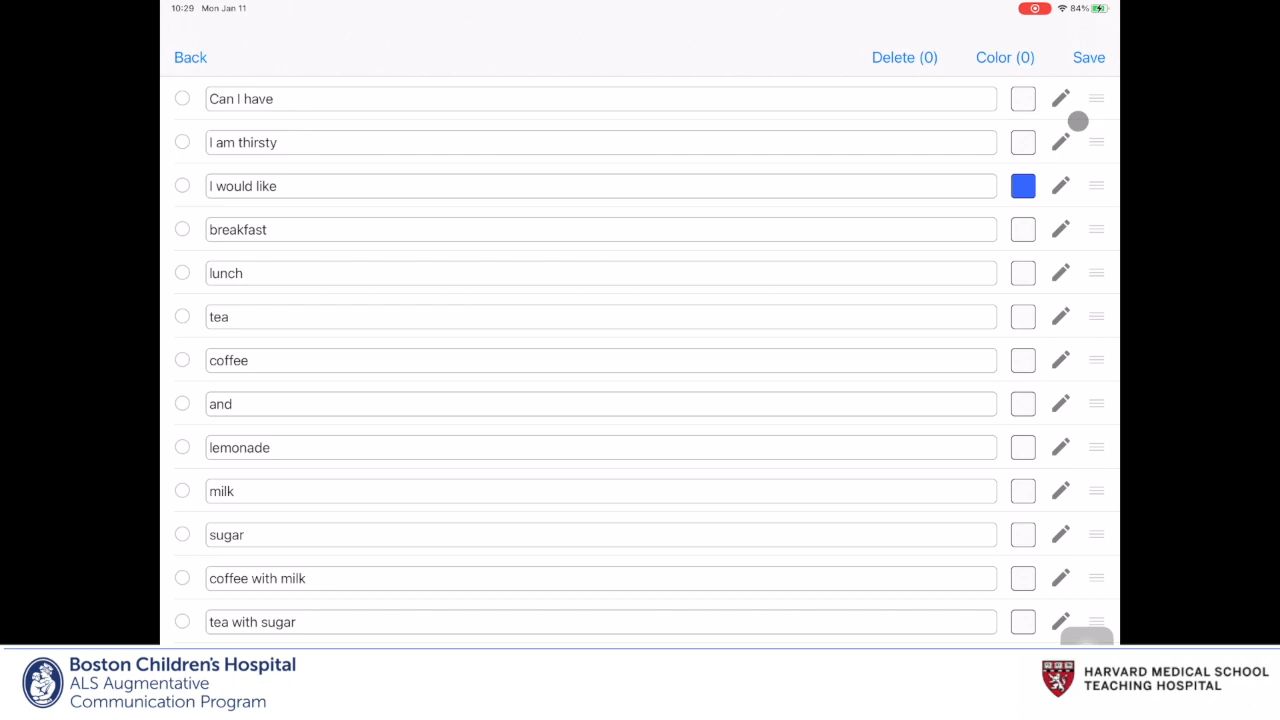 10:29 Mon Jan 11
84%
Back
Delete (0)
Color (0)
Save
Can I have
I am thirsty
I would like
breakfast
lunch
tea
coffee
and
lemonade
milk
sugar
coffee with milk
tea with sugar
Boston Children's Hospital
ALS Augmentative
Communication Program
HARVARD MEDICAL SCHOOL
TEACHING HOSPITAL